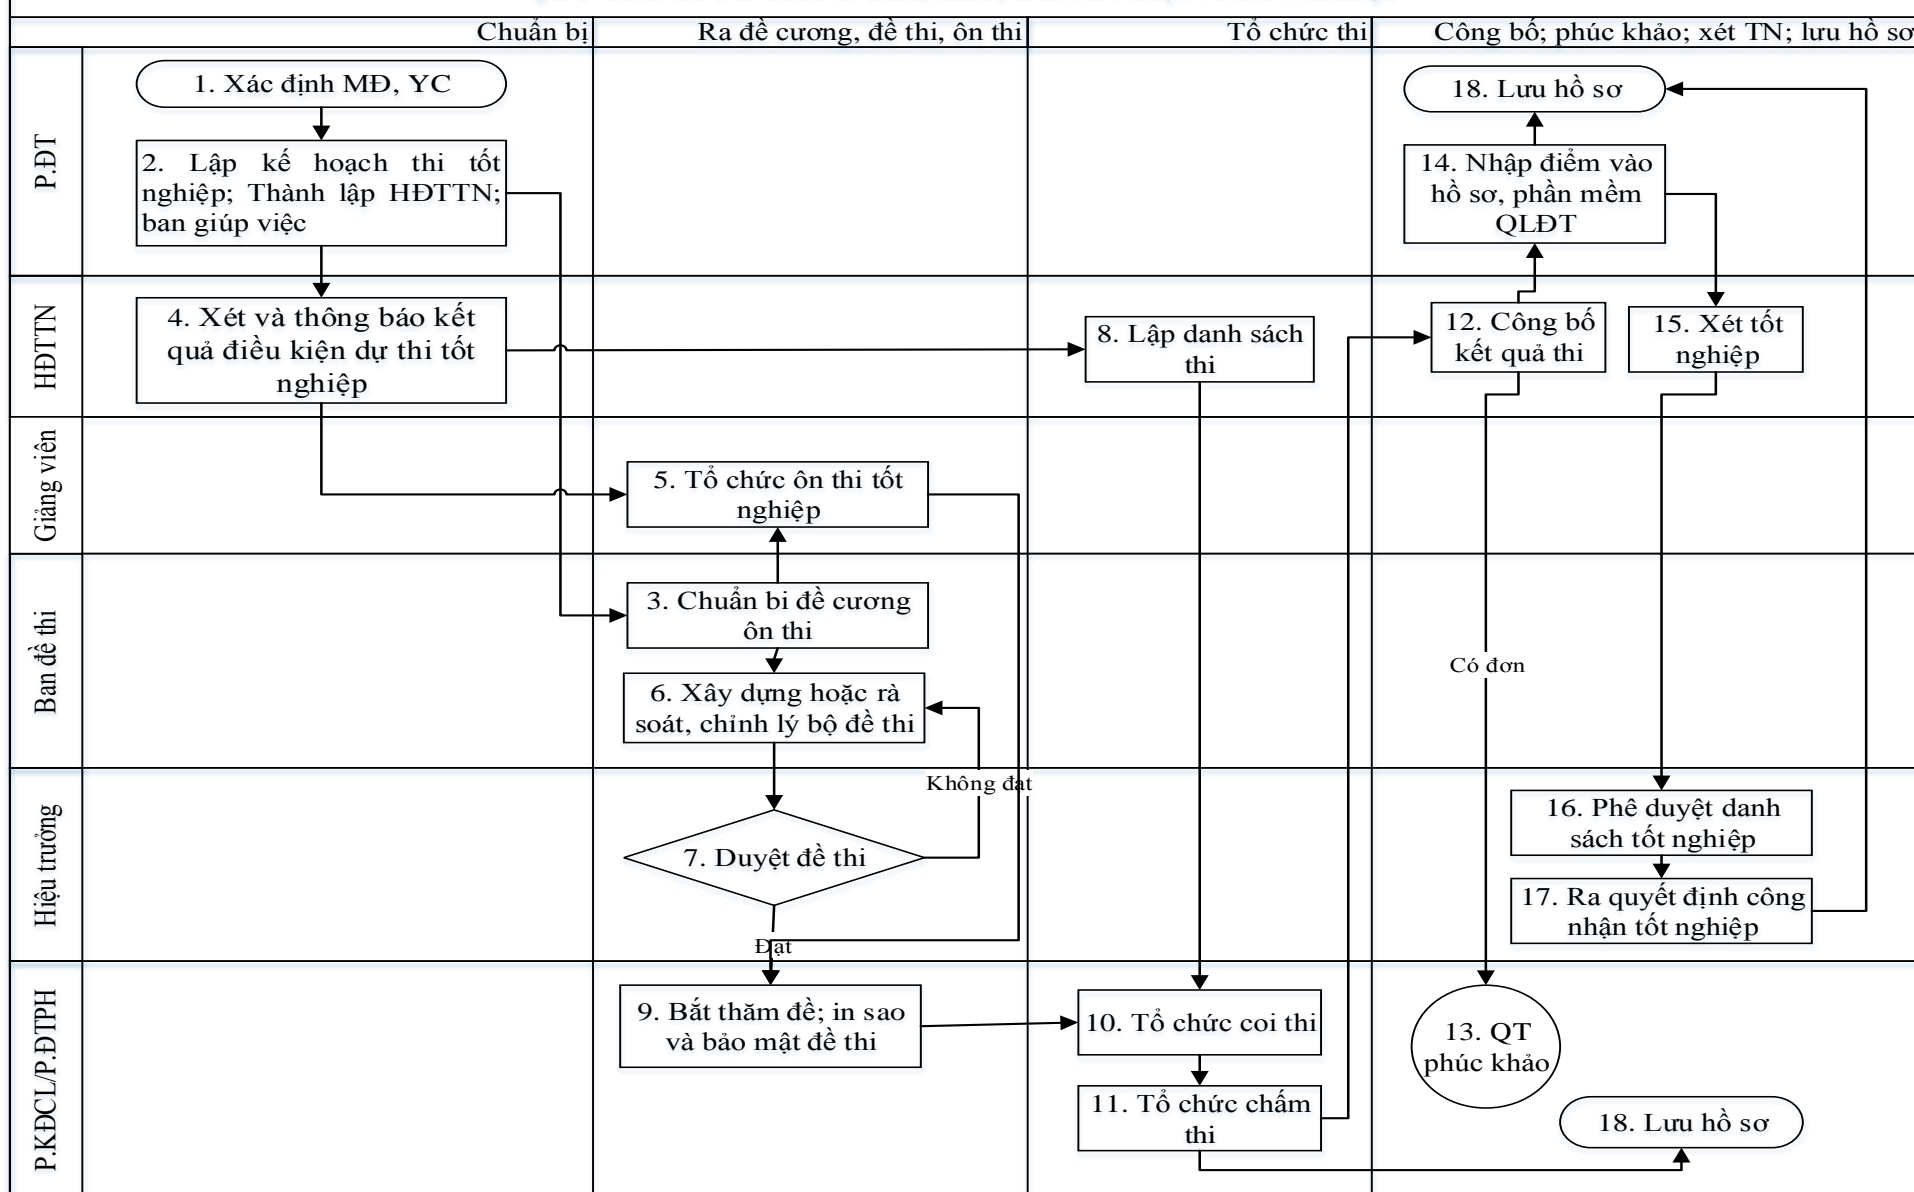 Chuẩn bị
Ra đề cương, đề thi, ôn thi
Tổ chức thi
Công bố; phúc khảo; xét TN; lưu hồ sơ
P.ĐT
1. Xác định MĐ, YC
2. Lập kế hoạch thi tốt
nghiệp; Thành lập HĐTTN;
ban giúp việc
18. Lưu hồ sơ
14. Nhập điểm vào
hồ sơ, phần mềm
QLĐT
HĐTTN
4. Xét và thông báo kết
quả điều kiện dự thi tốt
nghiệp
8. Lập danh sách
thi
12. Công bố
kết quả thi
15. Xét tốt
nghiệp
Giảng viên
5. Tổ chức ôn thi tốt
nghiệp
Ban đề thi
3. Chuẩn bi đề cương
ôn thi
6. Xây dựng hoặc rà
soát, chỉnh lý bộ đề thi
Có đơn
Hiệu trưởng
Không đạt
7. Duyệt đề thi
Đạt
16. Phê duyệt danh
sách tốt nghiệp
17. Ra quyết định công
nhận tốt nghiệp
P.KĐCL/P.ĐTPH
9. Bắt thăm đề; in sao
và bảo mật đề thi
10. Tổ chức coi thi
11. Tổ chức chấm
thi
13. QT
phúc khảo
18. Lưu hồ sơ